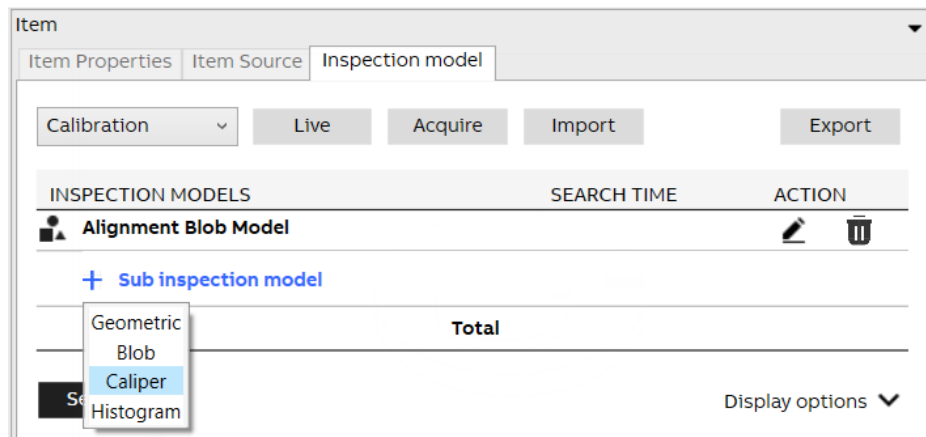 Item
Item Properties Item Source Inspection model
Calibration Live Acquire Import Export
INSPECTION MODELS SEARCH TIME ACTION
Alignment Blob Model
+ Sub inspection model
Geometric
Total
Blob
Caliper
Display options
Histogram